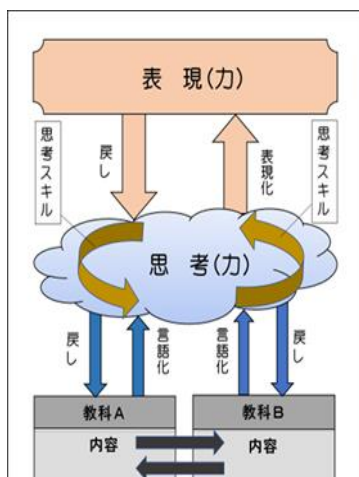 表 現(力)
思考スキル
戻し
表現化
思考スキル
思 考(力)
戻し
言語化
言語化
戻し
教科A
教科B
内容
内容